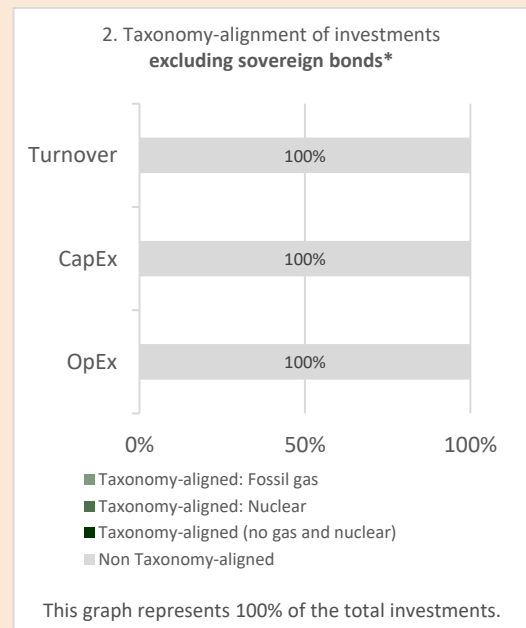 2. Taxonomy-alignment of investments
excluding sovereign bonds*
Turnover
100%
CapEx
100%
OpEx
100%
0%
50%
100%
Taxonomy-aligned: Fossil gas
Taxonomy-aligned: Nuclear
Taxonomy-aligned (no gas and nuclear)
Non Taxonomy-aligned
This graph represents 100% of the total investments.